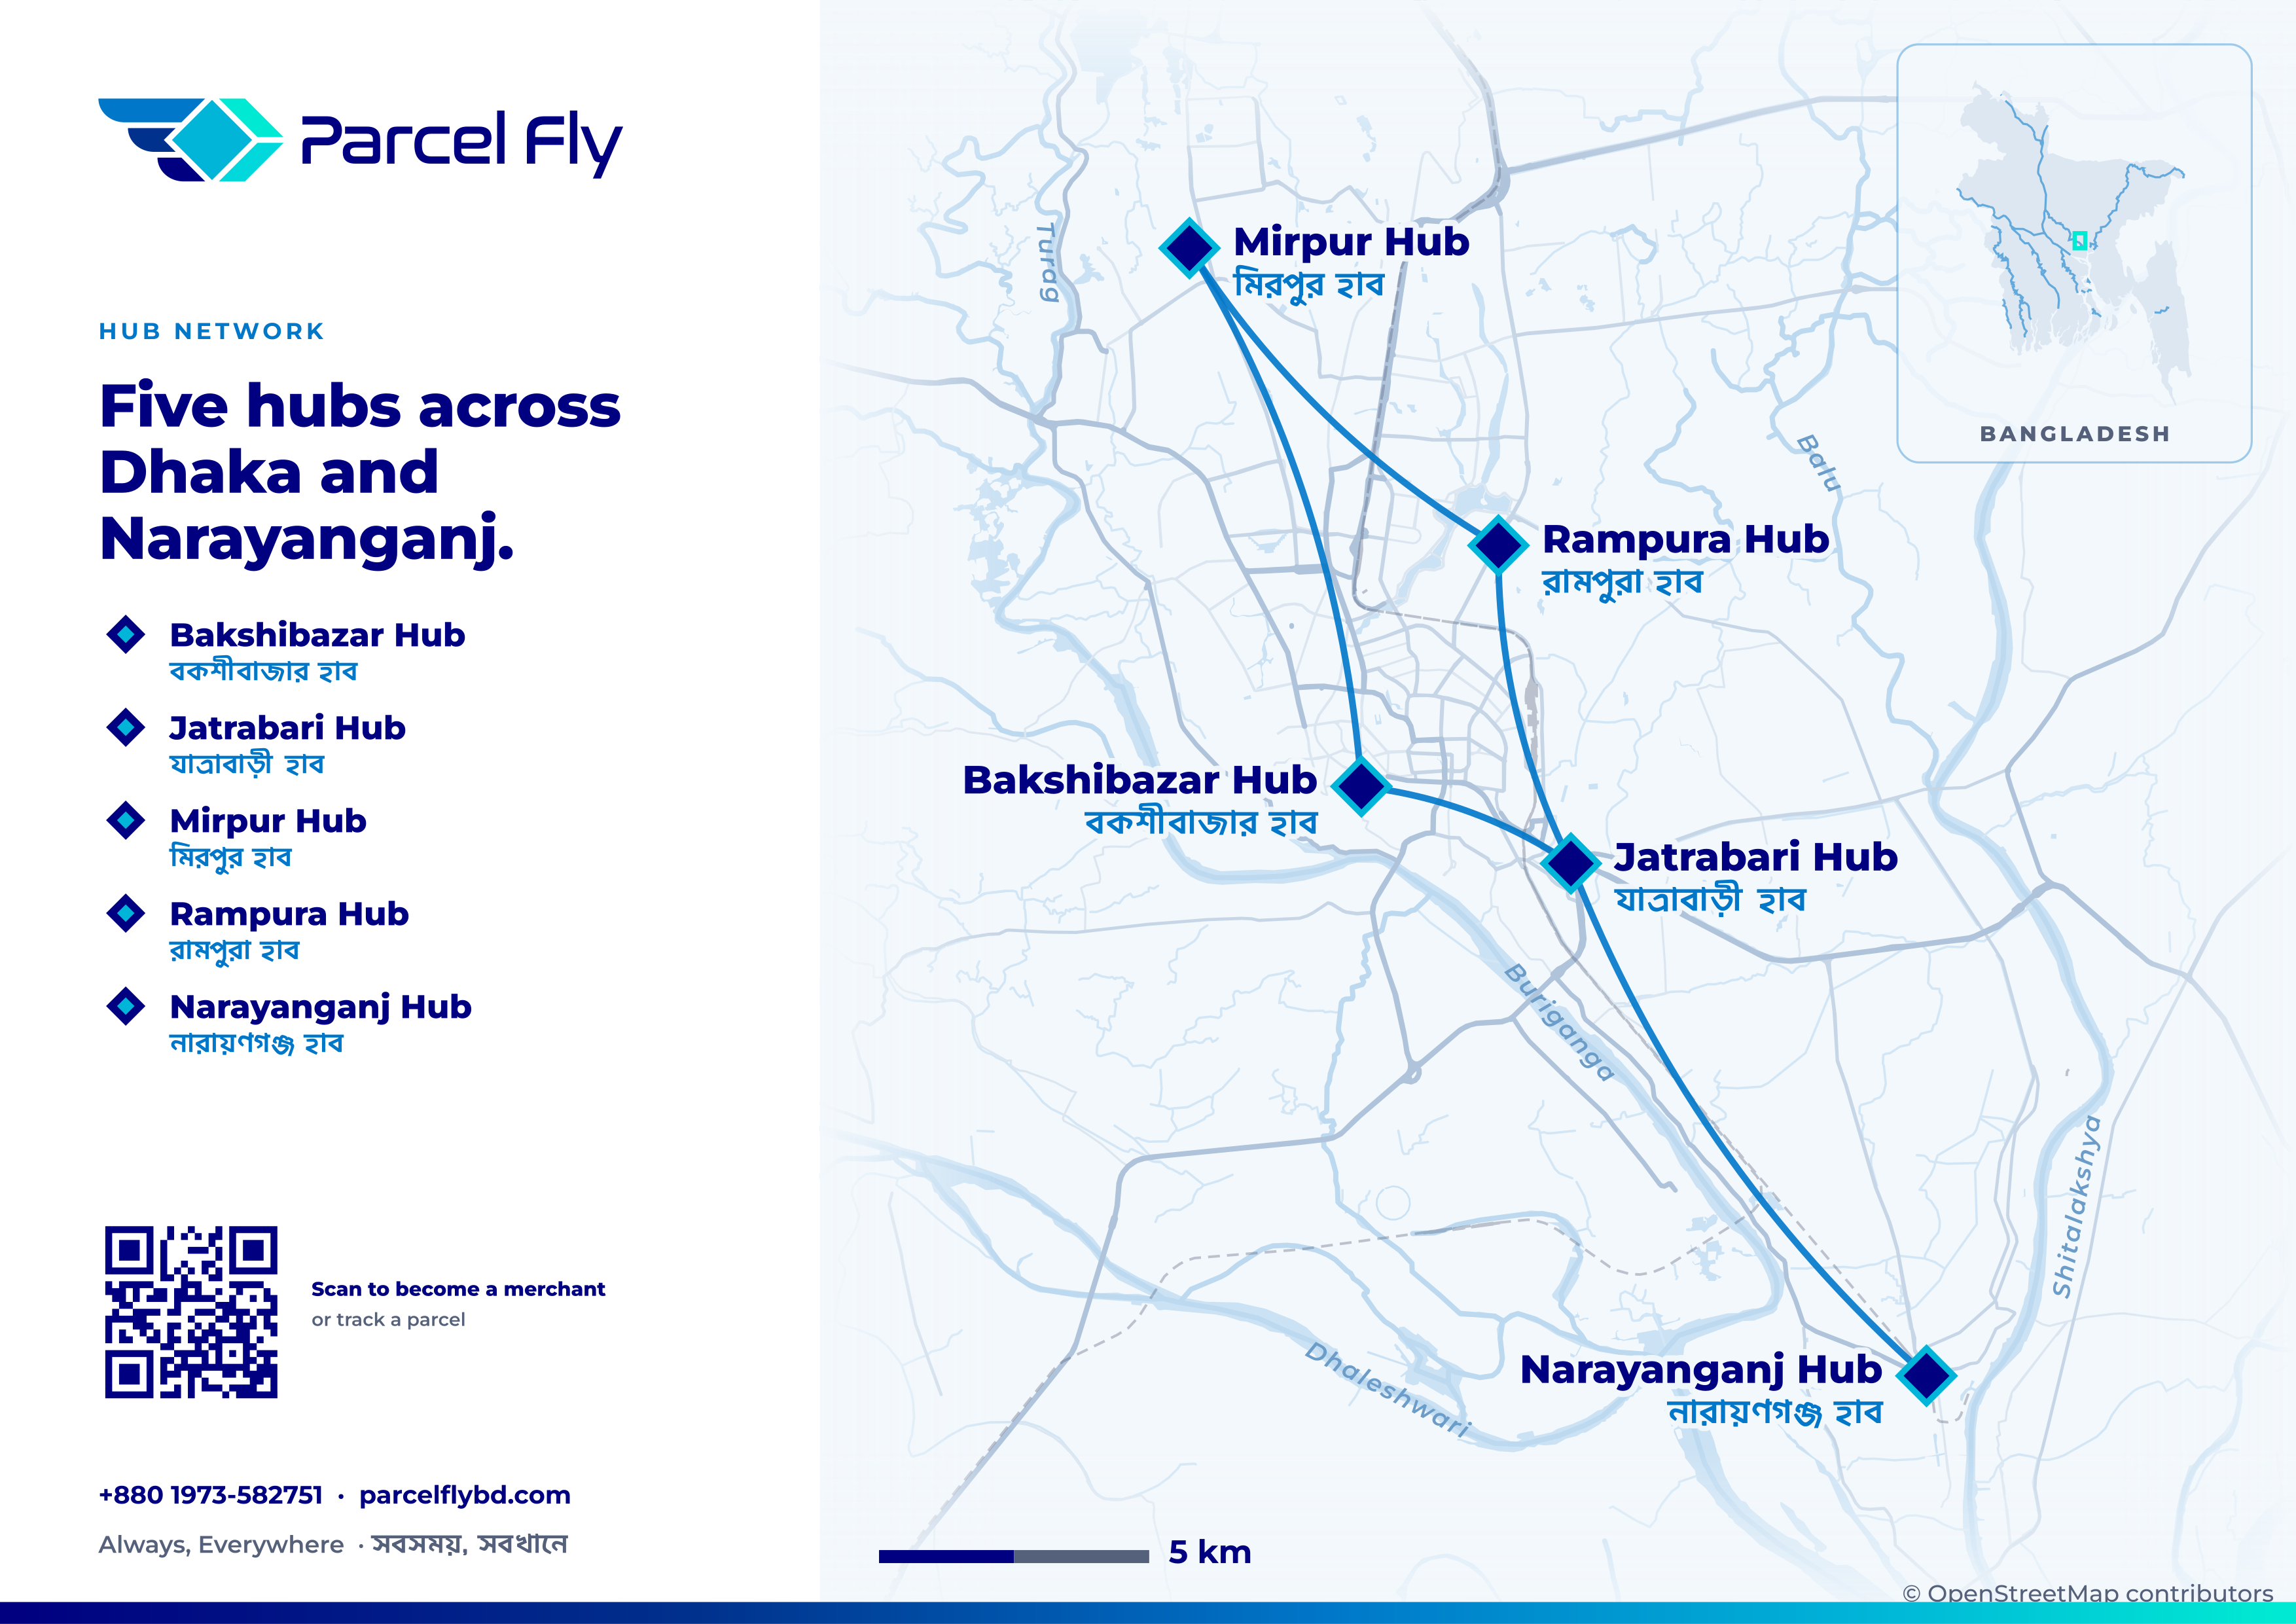 Parcel Fly
HUB NETWORK
Five hubs across
Dhaka and
Narayanganj.
Bakshibazar Hub
বকশীবাজার হাব
Jatrabari Hub
যাত্রাবাড়ী হাব
Mirpur Hub
মিরপুর হাব
Rampura Hub
রামপুরা হাব
Narayanganj Hub
নারায়ণগঞ্জ হাব
Scan to become a merchant
or track a parcel
+880 1973-582751 · parcelflybd.com
Always, Everywhere · সবসময়, সবখানে
Turag
Mirpur Hub
মিরপুর হাব
BANGLADESH
Balu
Rampura Hub
রামপুরা হাব
Bakshibazar Hub
বকশীবাজার হাব
Jatrabari Hub
যাত্রাবাড়ী হাব
Buriganga
Shitalakshya
Dhaleshwari
Narayanganj Hub
নারায়ণগঞ্জ হাব
5 km
© OpenStreetMap contributors